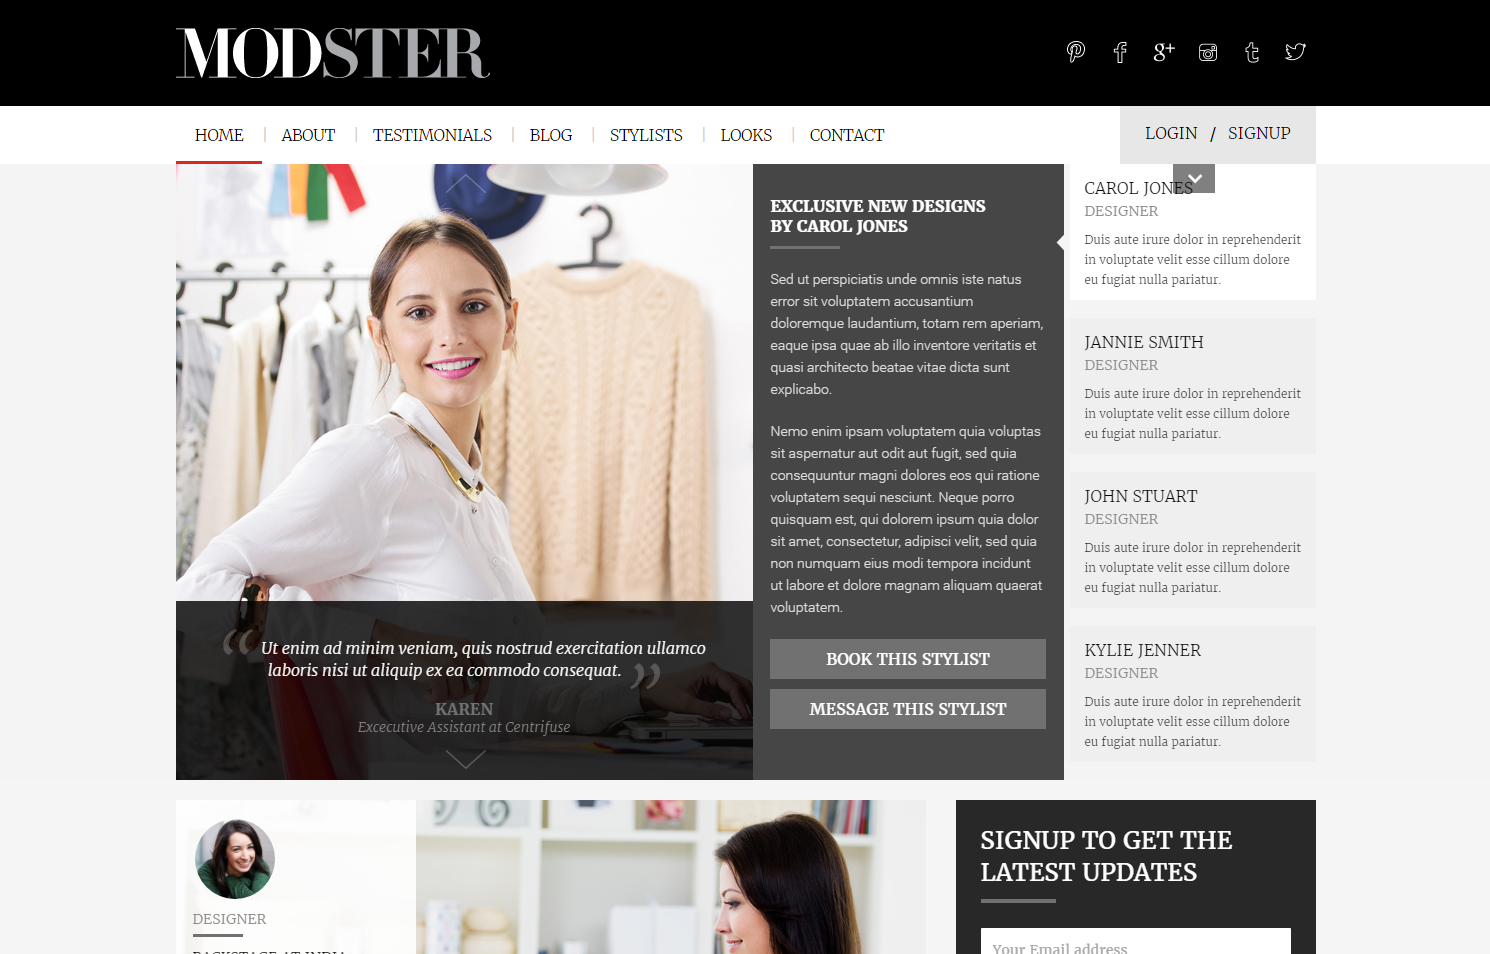 MODSTER
HOME
ABOUT
TESTIMONIALS
BLOG
STYLISTS
LOOKS
CONTACT
LOGIN / SIGNUP
EXCLUSIVE NEW DESIGNS
BY CAROL JONES
Sed ut perspiciatis unde omnis iste natus
error sit voluptatem accusantium
doloremque laudantium, totam rem aperiam,
eaque ipsa quae ab illo inventore veritatis et
quasi architecto beatae vitae dicta sunt
explicabo.
Nemo enim ipsam voluptatem quia voluptas
sit aspernatur aut odit aut fugit, sed quia
consequuntur magni dolores eos qui ratione
voluptatem sequi nesciunt. Neque porro
quisquam est, qui dolorem ipsum quia dolor
sit amet, consectetur, adipisci velit, sed quia
non numquam eius modi tempora incidunt
ut labore et dolore magnam aliquam quaerat
voluptatem.
BOOK THIS STYLIST
MESSAGE THIS STYLIST
“ Ut enim ad minim veniam, quis nostrud exercitation ullamco
laboris nisi ut aliquip ex ea commodo consequat. ”
KAREN
Excecutive Assistant at Centrifuse
CAROL JONES
DESIGNER
Duis aute irure dolor in reprehenderit
in voluptate velit esse cillum dolore
eu fugiat nulla pariatur.
JANNIE SMITH
DESIGNER
Duis aute irure dolor in reprehenderit
in voluptate velit esse cillum dolore
eu fugiat nulla pariatur.
JOHN STUART
DESIGNER
Duis aute irure dolor in reprehenderit
in voluptate velit esse cillum dolore
eu fugiat nulla pariatur.
KYLIE JENNER
DESIGNER
Duis aute irure dolor in reprehenderit
in voluptate velit esse cillum dolore
eu fugiat nulla pariatur.
DESIGNER
BACKSTAGE AT INDIA
SIGNUP TO GET THE
LATEST UPDATES
Your Email address